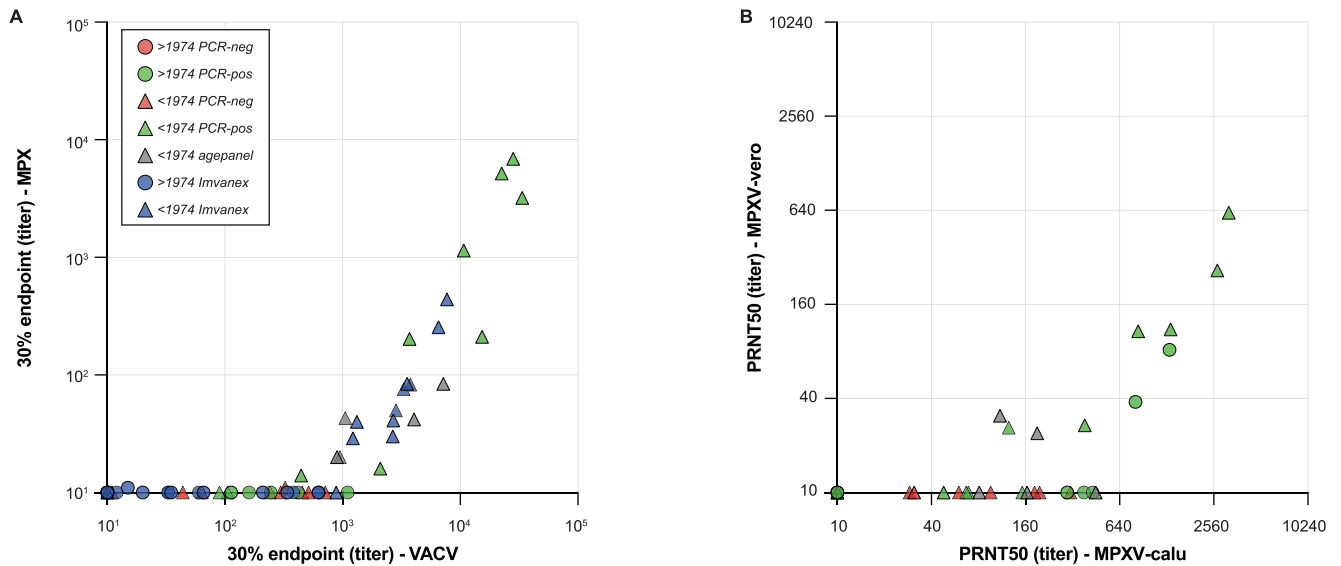 A
30% endpoint (titer) - MPX
10⁵
10⁴
10³
10²
10¹
>1974 PCR-neg
>1974 PCR-pos
<1974 PCR-neg
<1974 PCR-pos
<1974 agepanel
>1974 Imvanex
<1974 Imvanex
10¹ 10² 10³ 10⁴ 10⁵
30% endpoint (titer) - VACV
B
PRNT50 (titer) - MPXV-vero
10240
2560
640
160
40
10
10 40 160 640 2560 10240
PRNT50 (titer) - MPXV-calu